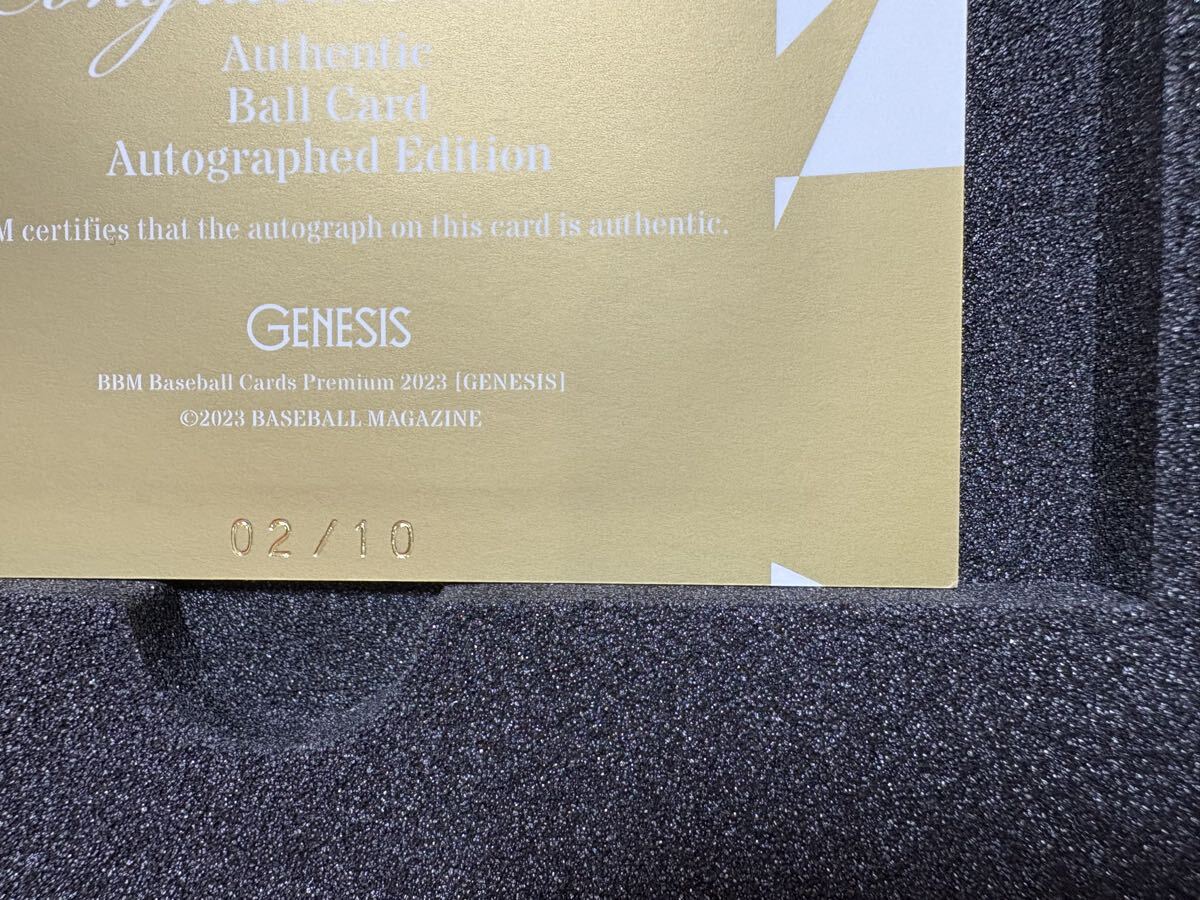 Authentic
Ball Card
Autographed Edition
M certifies that the autograph on this card is authentic.
GENESIS
BBM Baseball Cards Premium 2023 [GENESIS]
©2023 BASEBALL MAGAZINE
02/10